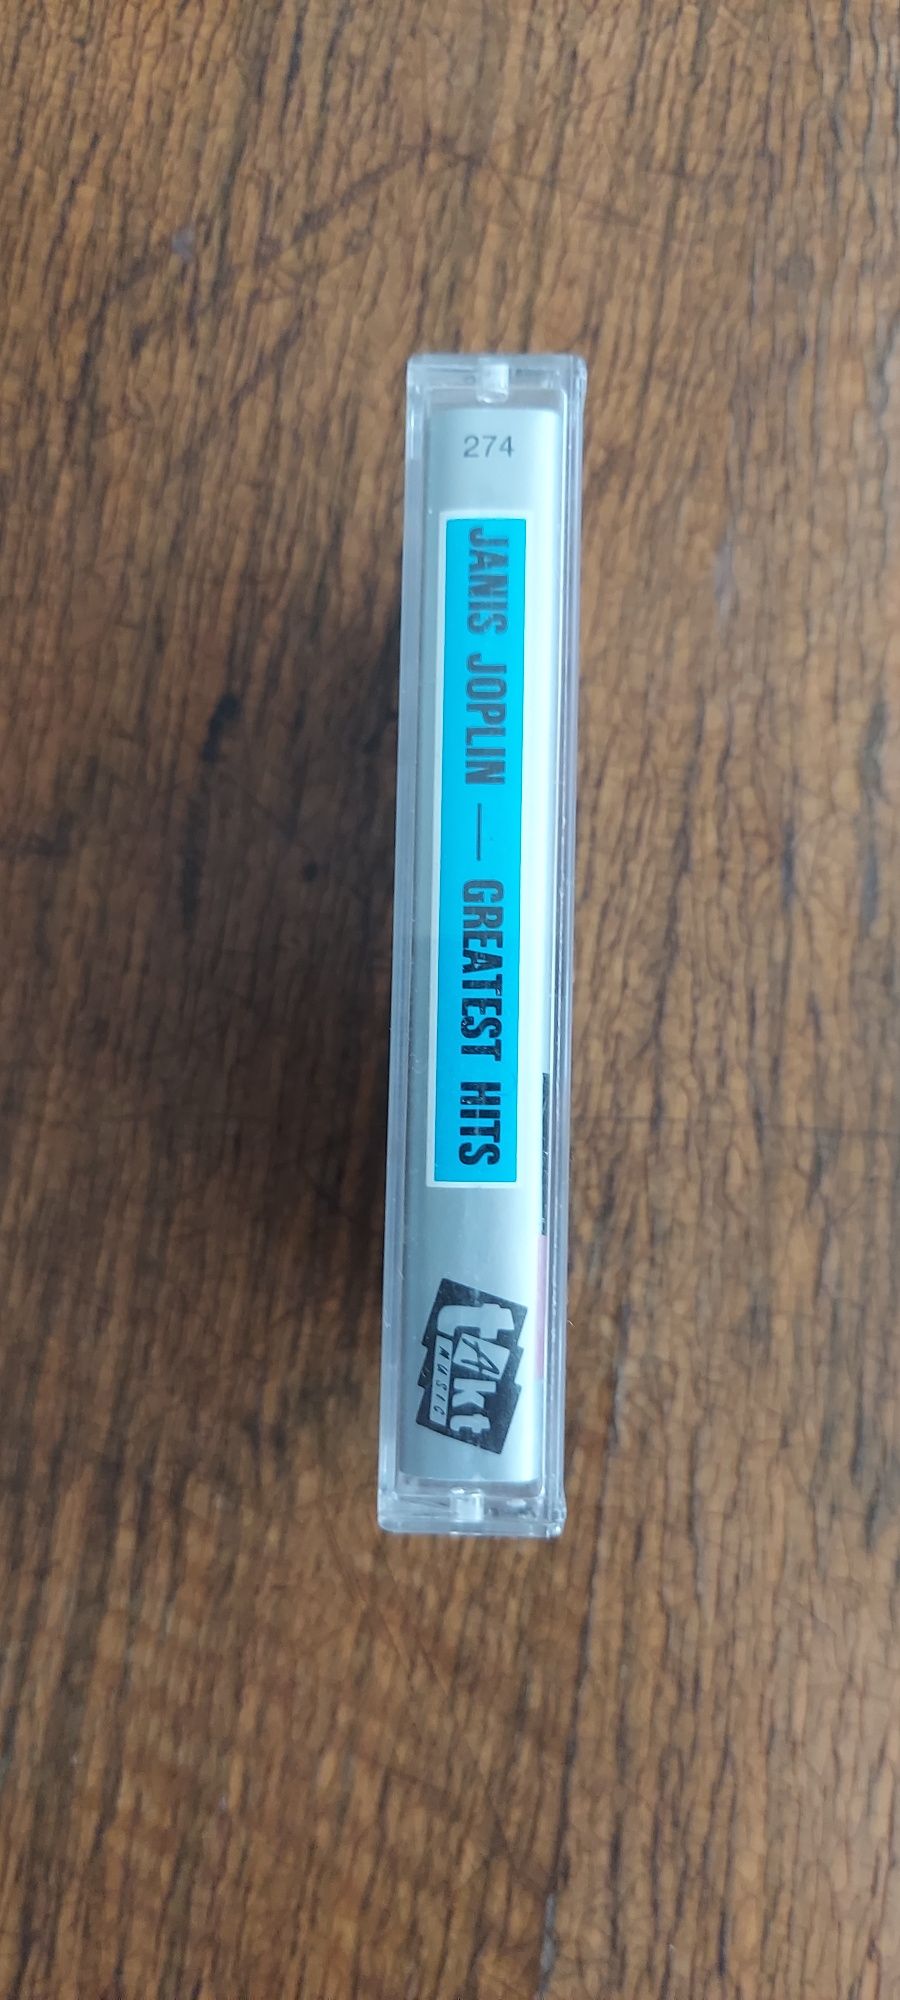 274
JANIS JOPLIN — GREATEST HITS
tAkt
MUSIC